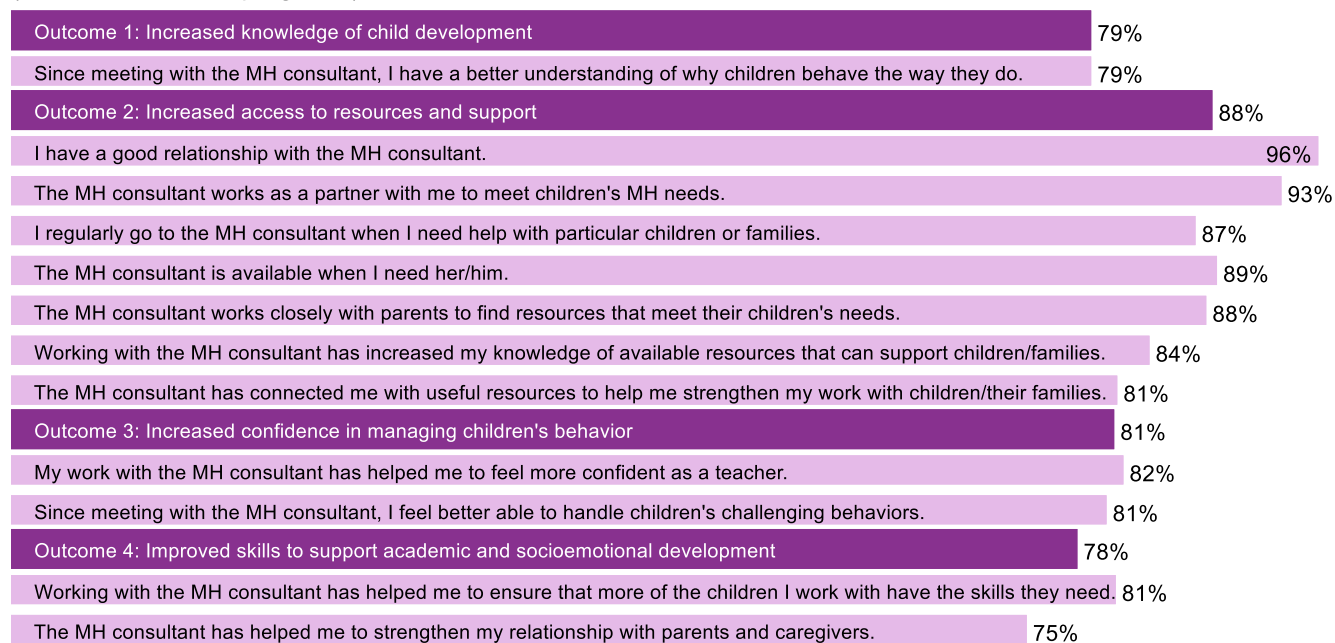 Outcome 1: Increased knowledge of child development 79%
Since meeting with the MH consultant, I have a better understanding of why children behave the way they do. 79%
Outcome 2: Increased access to resources and support 88%
I have a good relationship with the MH consultant. 96%
The MH consultant works as a partner with me to meet children's MH needs. 93%
I regularly go to the MH consultant when I need help with particular children or families. 87%
The MH consultant is available when I need her/him. 89%
The MH consultant works closely with parents to find resources that meet their children's needs. 88%
Working with the MH consultant has increased my knowledge of available resources that can support children/families. 84%
The MH consultant has connected me with useful resources to help me strengthen my work with children/their families. 81%
Outcome 3: Increased confidence in managing children's behavior 81%
My work with the MH consultant has helped me to feel more confident as a teacher. 82%
Since meeting with the MH consultant, I feel better able to handle children's challenging behaviors. 81%
Outcome 4: Improved skills to support academic and socioemotional development 78%
Working with the MH consultant has helped me to ensure that more of the children I work with have the skills they need. 81%
The MH consultant has helped me to strengthen my relationship with parents and caregivers. 75%